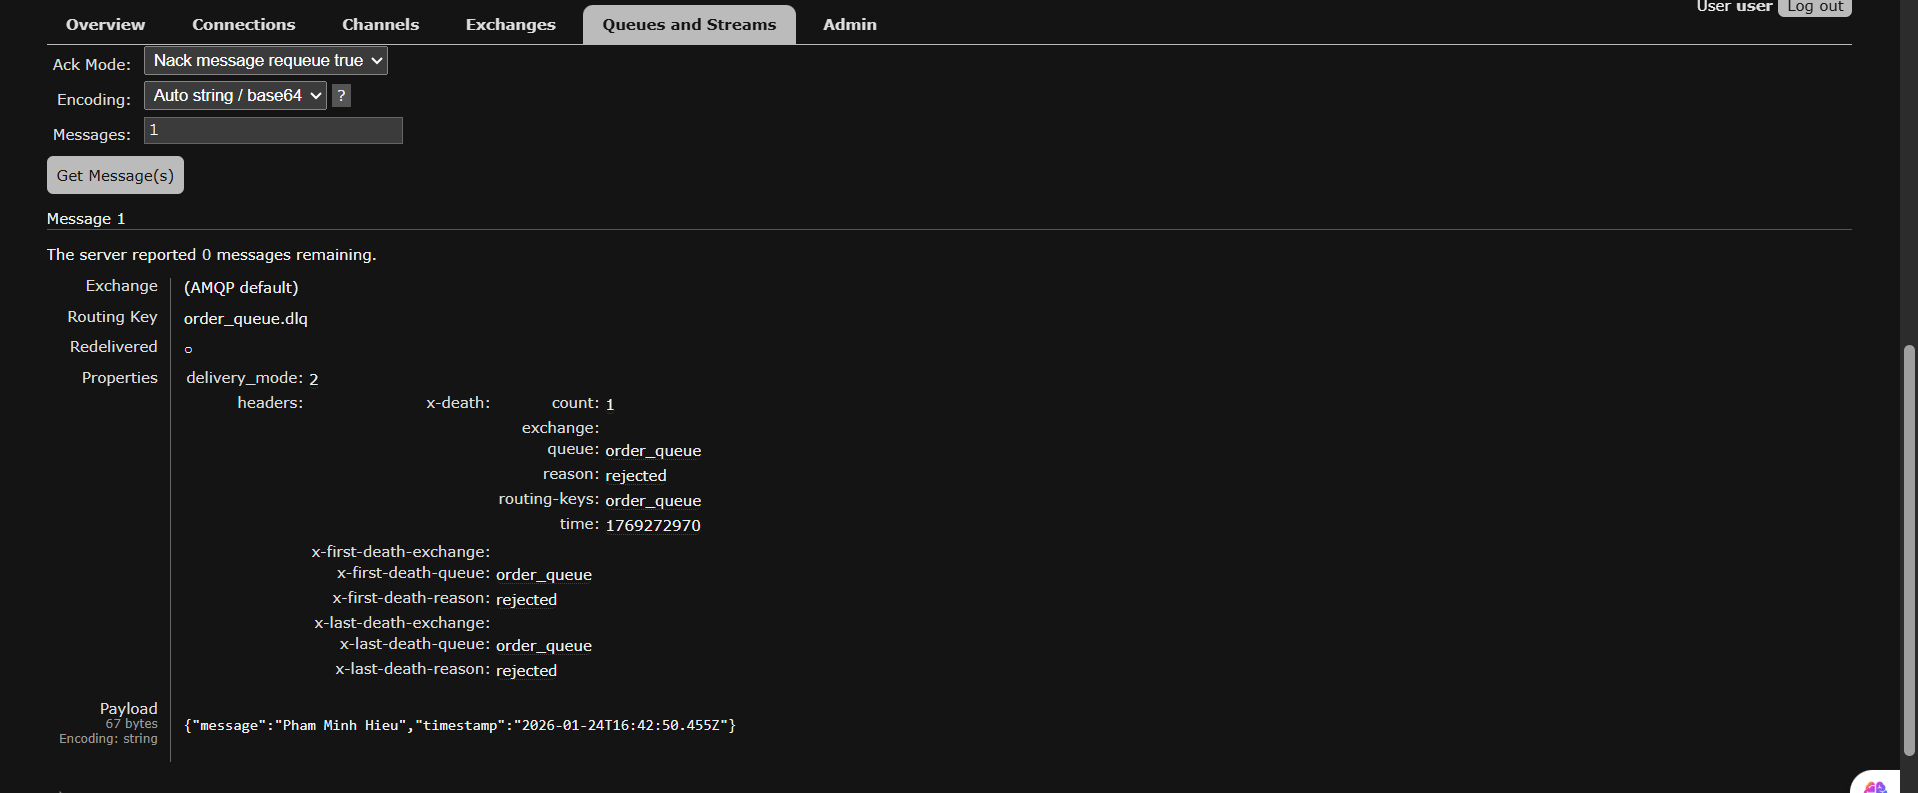 User user Log out
Overview Connections Channels Exchanges Queues and Streams Admin
Ack Mode: Nack message requeue true
Encoding: Auto string / base64 ?
Messages: 1
Get Message(s)
Message 1
The server reported 0 messages remaining.
Exchange (AMQP default)
Routing Key order_queue.dlq
Redelivered ○
Properties delivery_mode: 2
headers: x-death: count: 1
exchange:
queue: order_queue
reason: rejected
routing-keys: order_queue
time: 1769272970
x-first-death-exchange:
x-first-death-queue: order_queue
x-first-death-reason: rejected
x-last-death-exchange:
x-last-death-queue: order_queue
x-last-death-reason: rejected
Payload
67 bytes
Encoding: string
{"message":"Pham Minh Hieu","timestamp":"2026-01-24T16:42:50.455Z"}